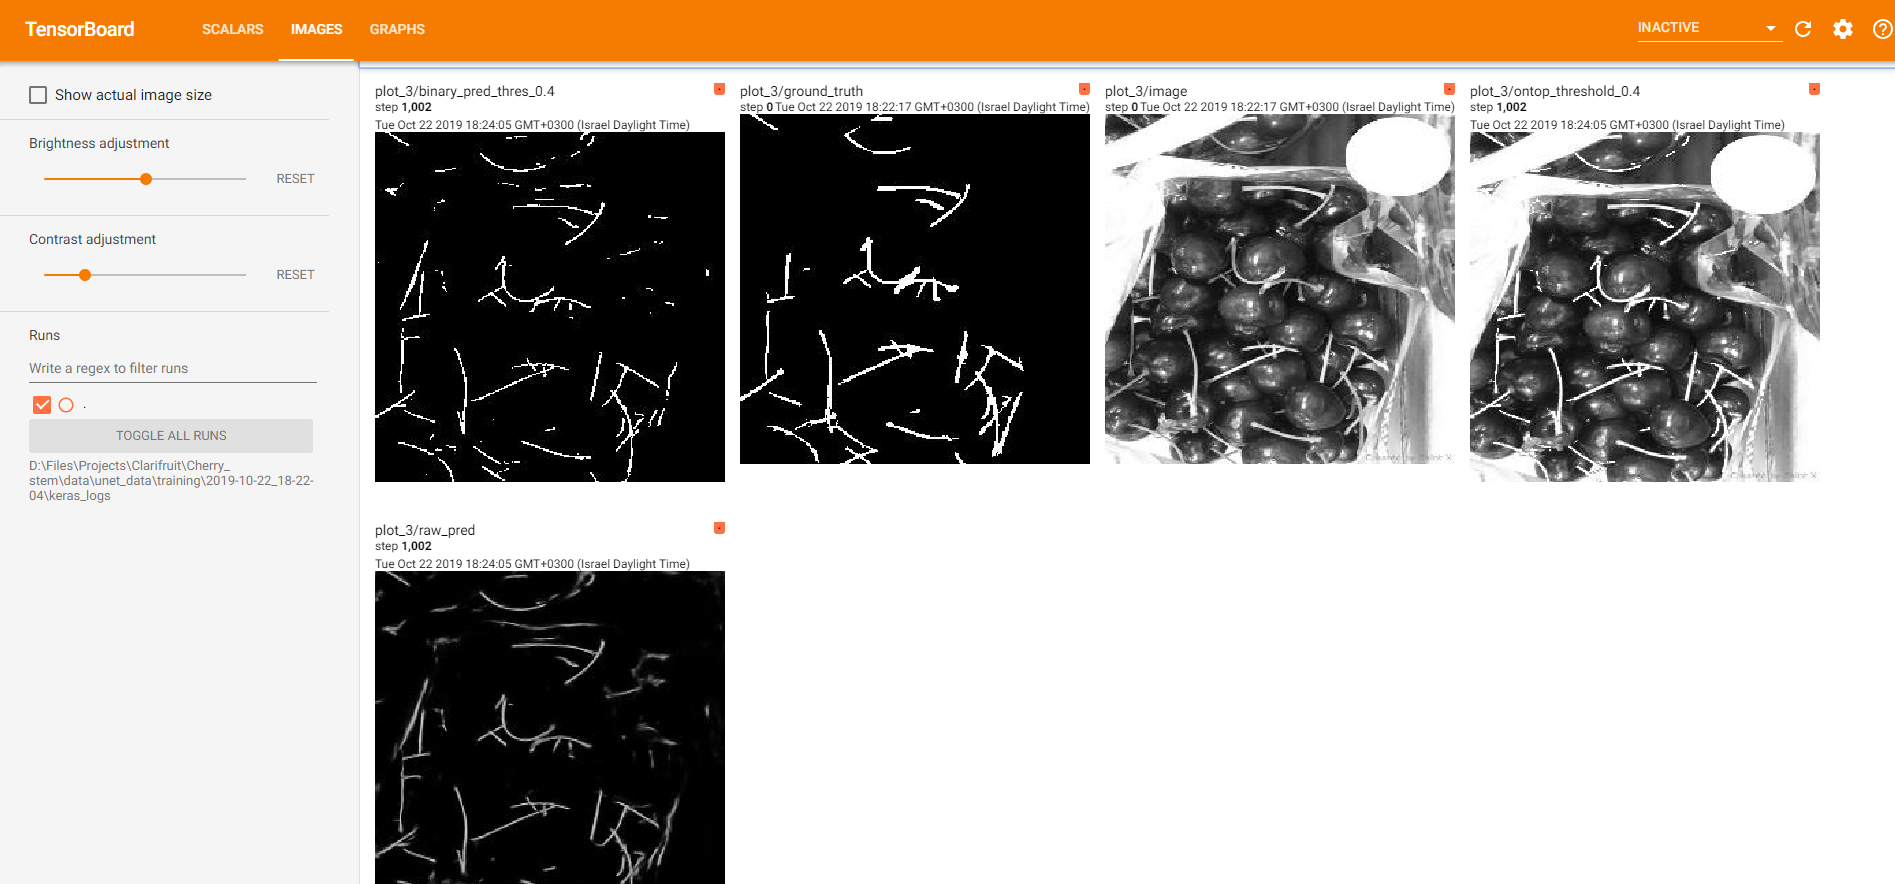 TensorBoard
SCALARS
IMAGES
GRAPHS
INACTIVE
Show actual image size
Brightness adjustment
RESET
Contrast adjustment
RESET
Runs
Write a regex to filter runs
.
TOGGLE ALL RUNS
D:\Files\Projects\Clarifruit\Cherry_
stem\data\unet_data\training\2019-10-22_18-22-
04\keras_logs
plot_3/binary_pred_thres_0.4
step 1,002
Tue Oct 22 2019 18:24:05 GMT+0300 (Israel Daylight Time)
plot_3/ground_truth
step 0 Tue Oct 22 2019 18:22:17 GMT+0300 (Israel Daylight Time)
plot_3/image
step 0 Tue Oct 22 2019 18:22:17 GMT+0300 (Israel Daylight Time)
plot_3/ontop_threshold_0.4
step 1,002
Tue Oct 22 2019 18:24:05 GMT+0300 (Israel Daylight Time)
plot_3/raw_pred
step 1,002
Tue Oct 22 2019 18:24:05 GMT+0300 (Israel Daylight Time)